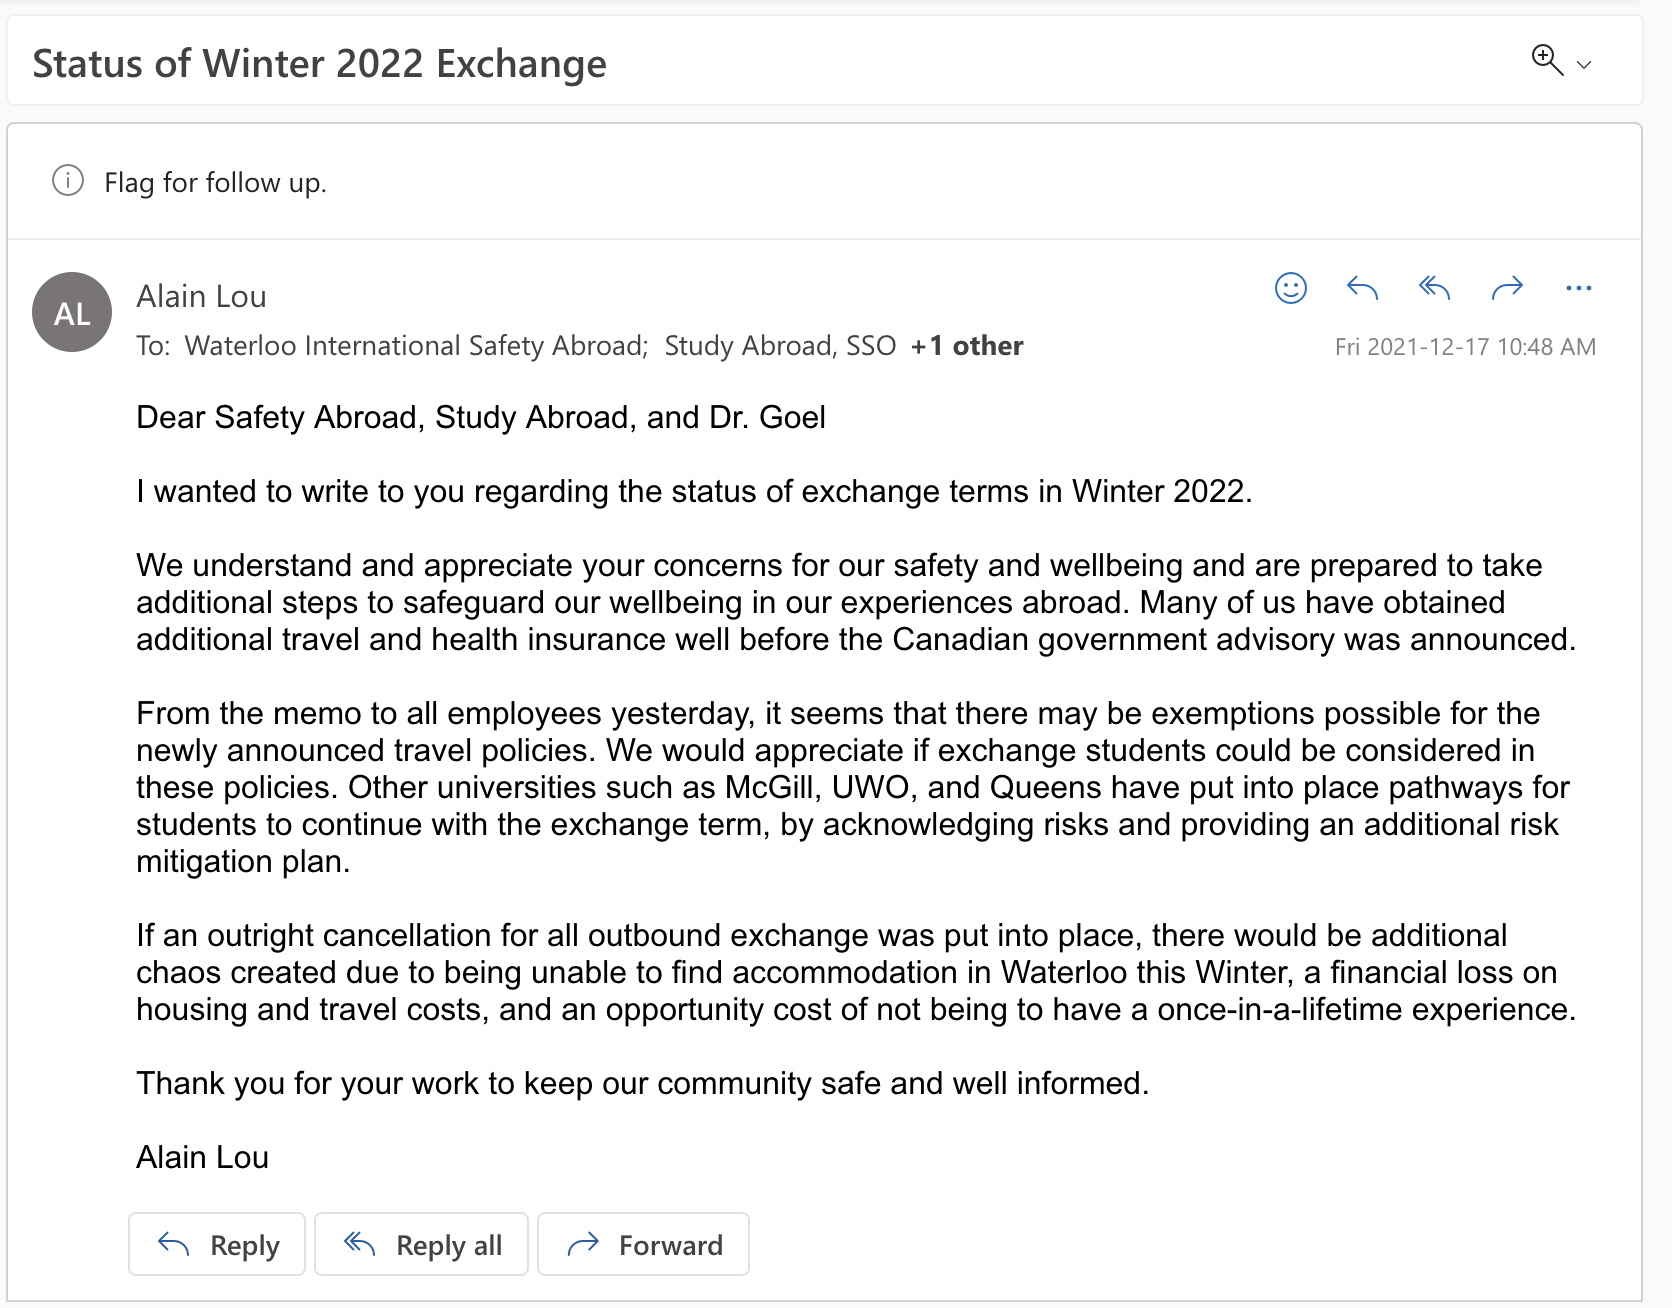 Status of Winter 2022 Exchange
Flag for follow up.
AL
Alain Lou
To: Waterloo International Safety Abroad; Study Abroad, SSO +1 other
Fri 2021-12-17 10:48 AM
Dear Safety Abroad, Study Abroad, and Dr. Goel
I wanted to write to you regarding the status of exchange terms in Winter 2022.
We understand and appreciate your concerns for our safety and wellbeing and are prepared to take
additional steps to safeguard our wellbeing in our experiences abroad. Many of us have obtained
additional travel and health insurance well before the Canadian government advisory was announced.
From the memo to all employees yesterday, it seems that there may be exemptions possible for the
newly announced travel policies. We would appreciate if exchange students could be considered in
these policies. Other universities such as McGill, UWO, and Queens have put into place pathways for
students to continue with the exchange term, by acknowledging risks and providing an additional risk
mitigation plan.
If an outright cancellation for all outbound exchange was put into place, there would be additional
chaos created due to being unable to find accommodation in Waterloo this Winter, a financial loss on
housing and travel costs, and an opportunity cost of not being to have a once-in-a-lifetime experience.
Thank you for your work to keep our community safe and well informed.
Alain Lou
Reply
Reply all
Forward